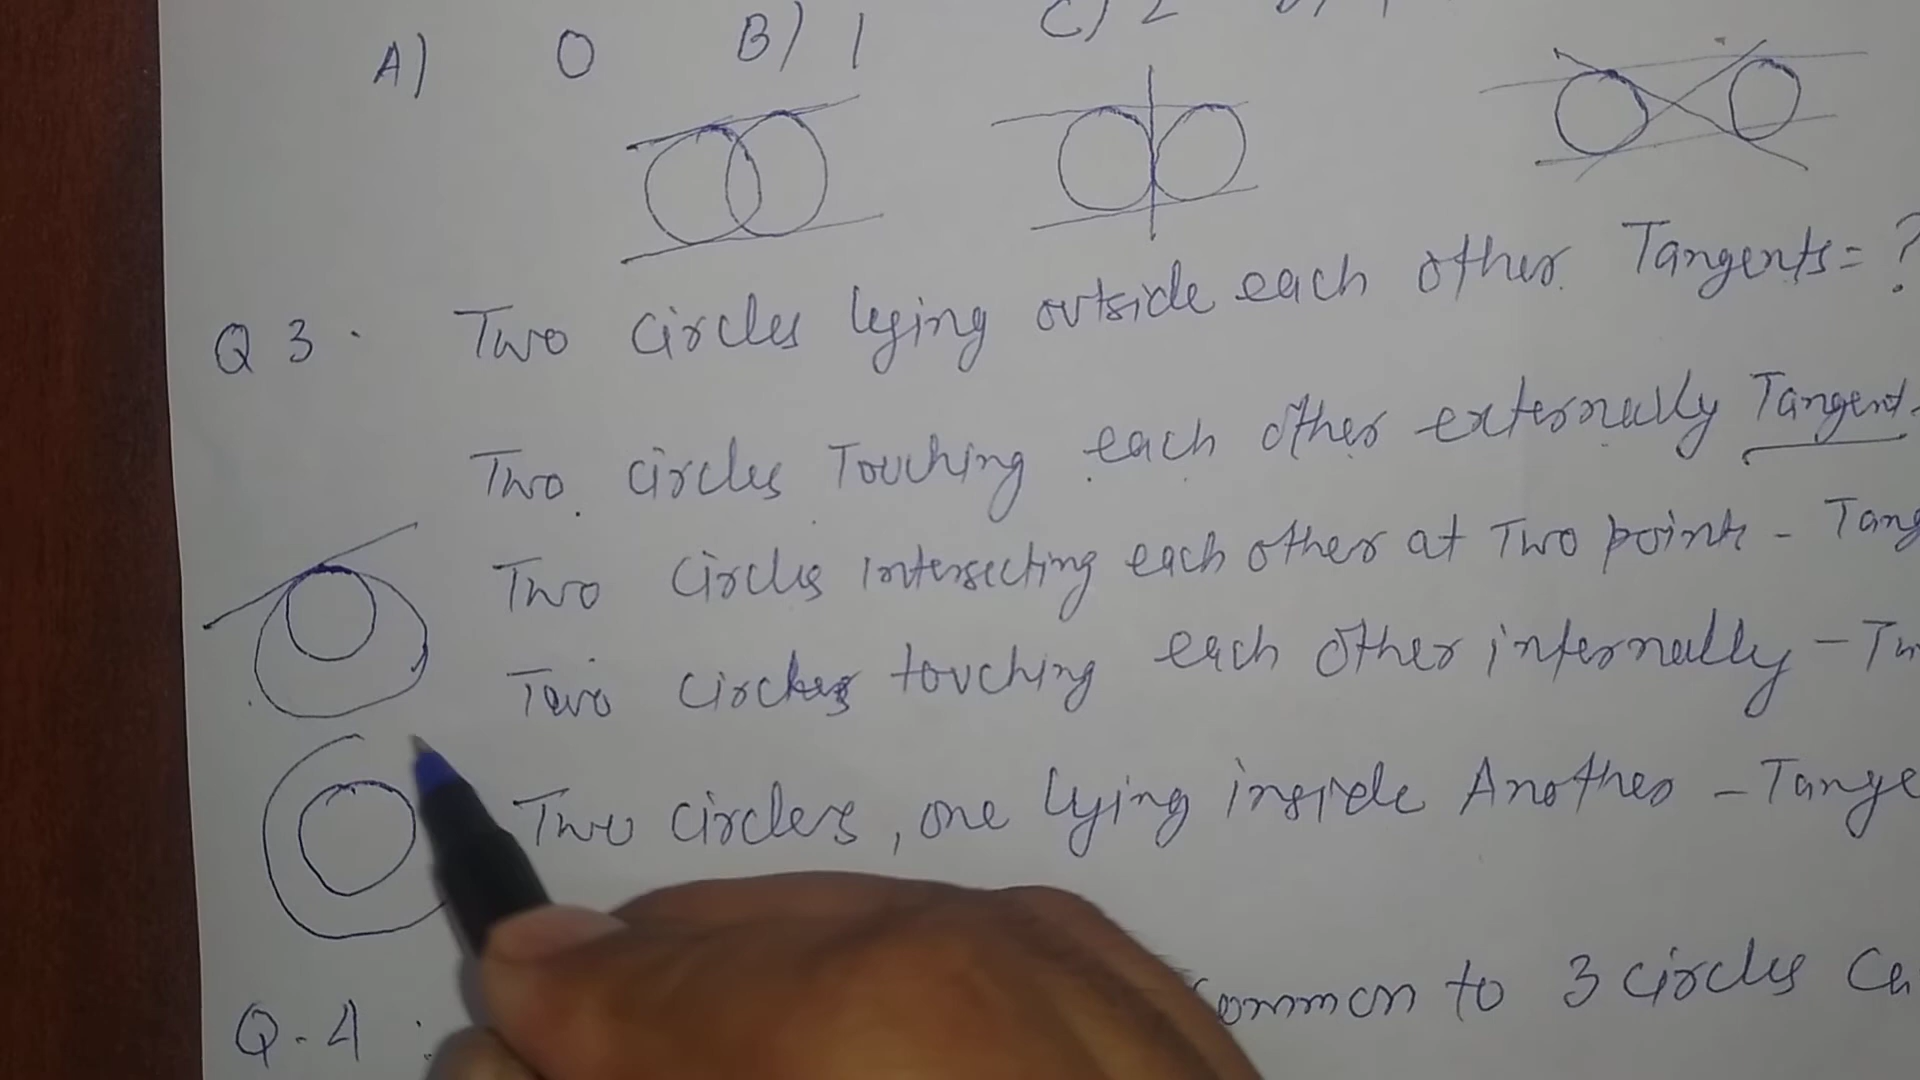 A) O B) 1 C) 2
Q 3. Two circles lying outside each other Tangents = ?
Two circles Touching each other externally Tangent
Two circles intersecting each other at Two points - Tang
Two circles touching each other internally -
Two circlers, one lying inside Another - Tange
Q.4 : common to 3 circles